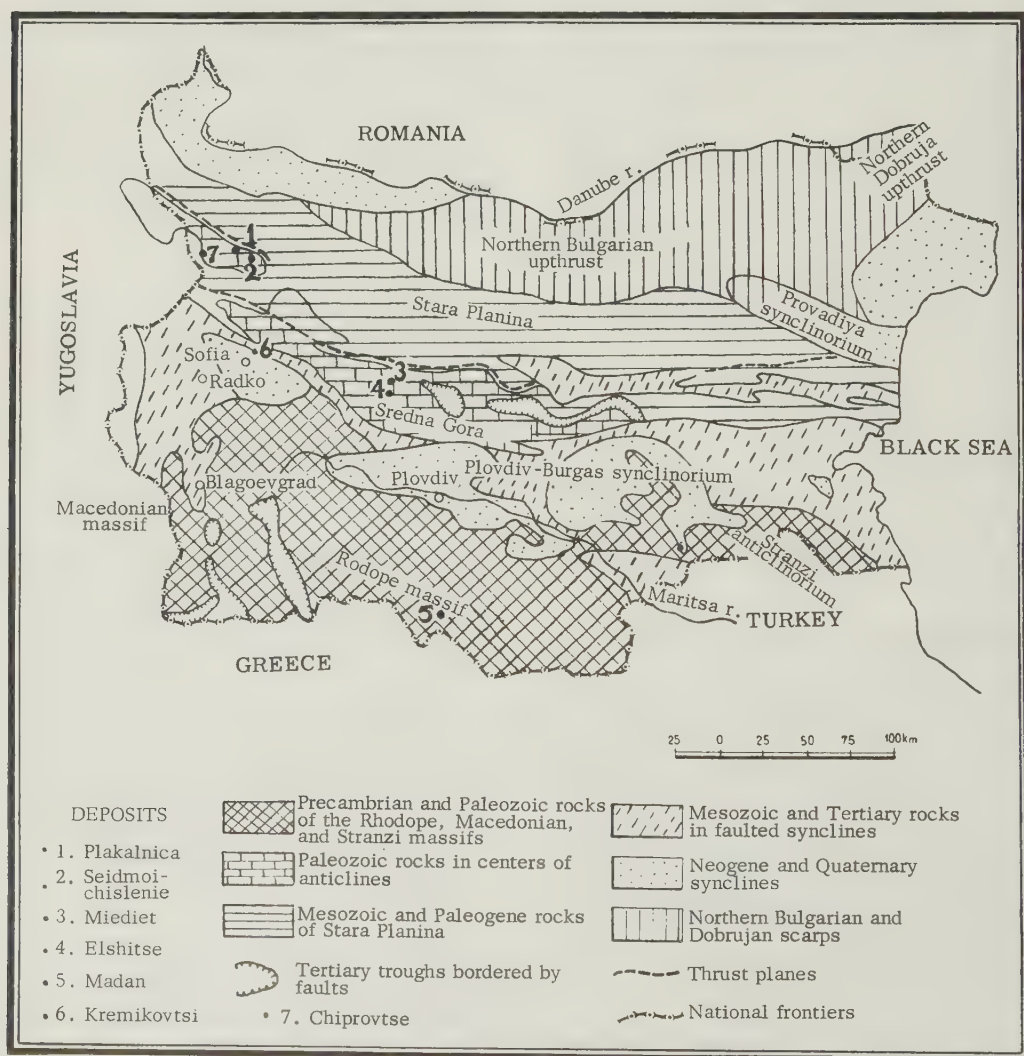 ROMANIA
Danube r.
Northern
Dobruja
upthrust
Northern Bulgarian
upthrust
YUGOSLAVIA
1
7
2
Stara Planina
Provadiya
synclinorium
Sofia
6
Radko
3
4
Sredna Gora
BLACK SEA
Plovdiv-Burgas synclinorium
Blagoevgrad
Plovdiv
Macedonian
massif
Stranzi
anticlinorium
Rodope massif
5
Maritsa r.
TURKEY
GREECE
25 0 25 50 75 100km
DEPOSITS
1. Plakalnica
2. Seidmoi-
chislenie
3. Miediet
4. Elshitse
5. Madan
6. Kremikovtsi
Precambrian and Paleozoic rocks
of the Rhodope, Macedonian,
and Stranzi massifs
Paleozoic rocks in centers of
anticlines
Mesozoic and Paleogene rocks
of Stara Planina
Tertiary troughs bordered by
faults
7. Chiprovtse
Mesozoic and Tertiary rocks
in faulted synclines
Neogene and Quaternary
synclines
Northern Bulgarian and
Dobrujan scarps
Thrust planes
National frontiers